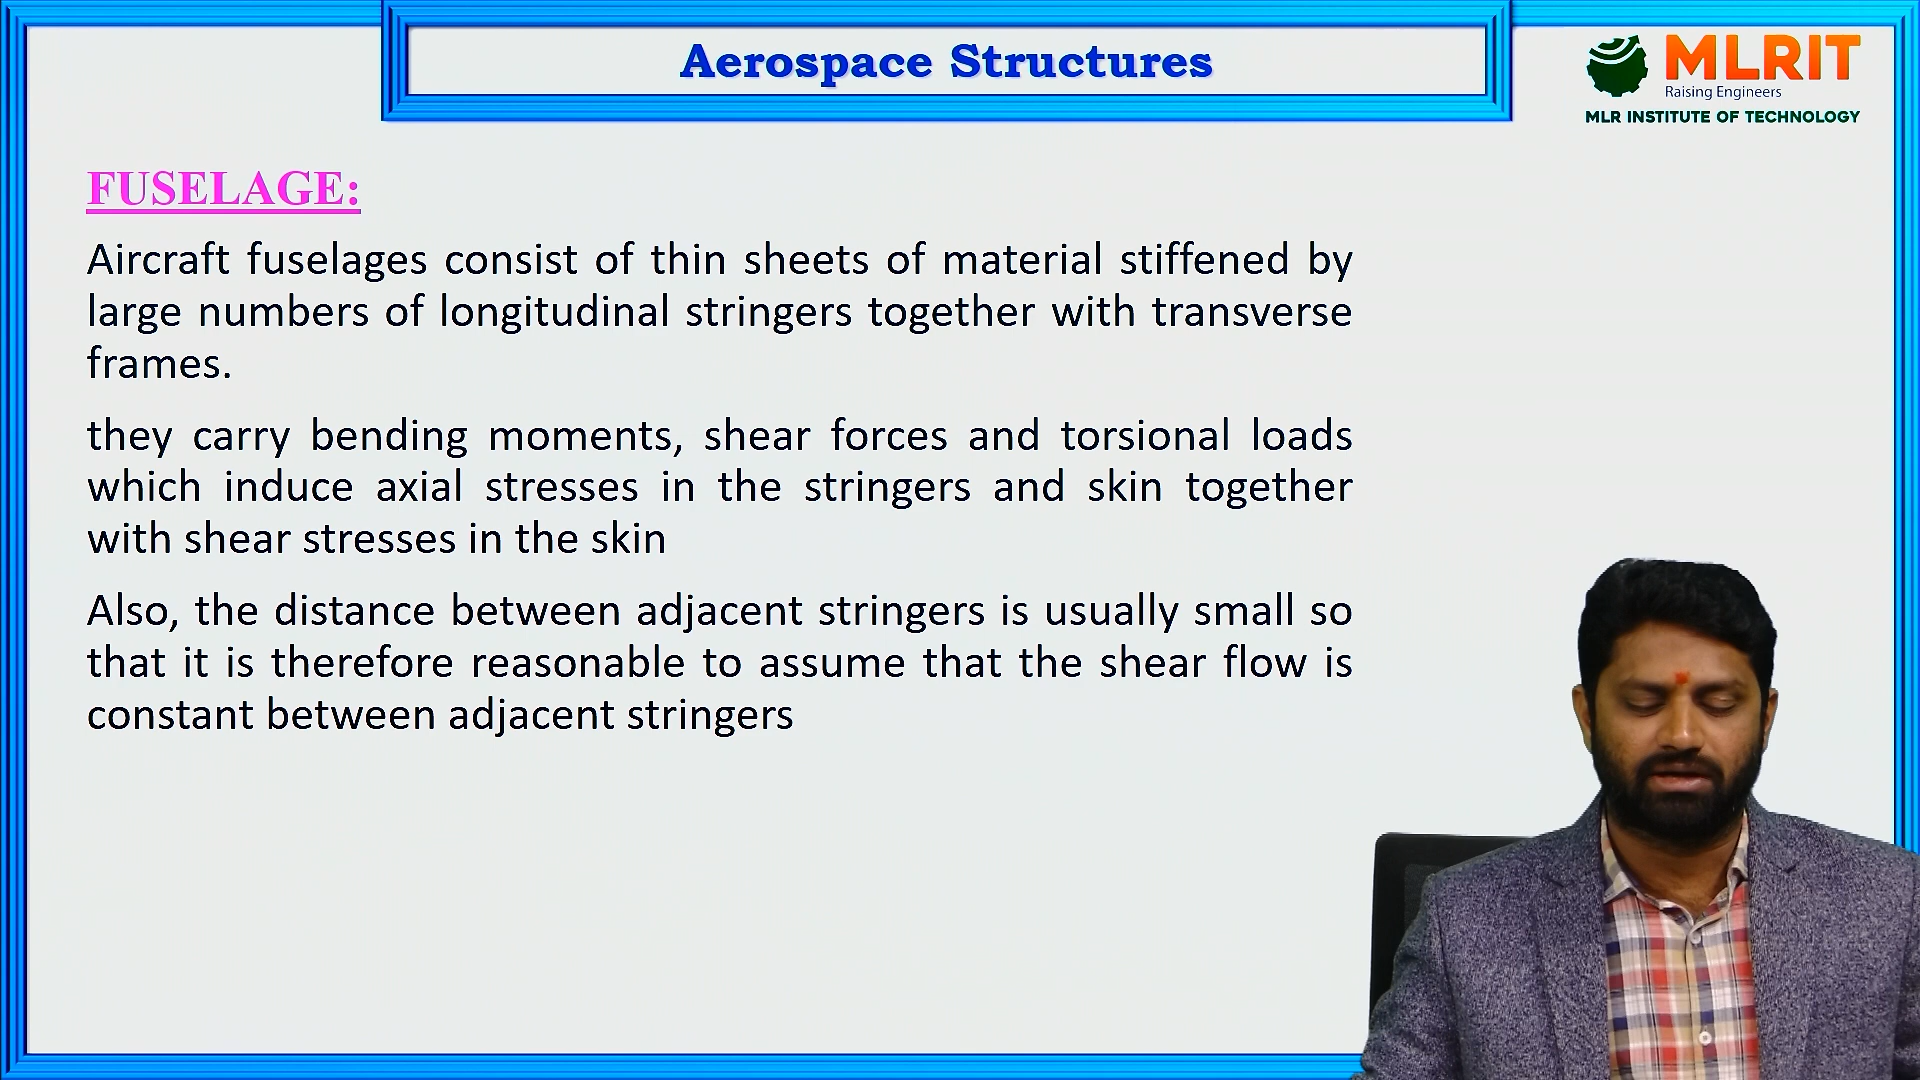 Aerospace Structures
MLRIT
Raising Engineers
MLR INSTITUTE OF TECHNOLOGY
FUSELAGE:
Aircraft fuselages consist of thin sheets of material stiffened by
large numbers of longitudinal stringers together with transverse
frames.
they carry bending moments, shear forces and torsional loads
which induce axial stresses in the stringers and skin together
with shear stresses in the skin
Also, the distance between adjacent stringers is usually small so
that it is therefore reasonable to assume that the shear flow is
constant between adjacent stringers